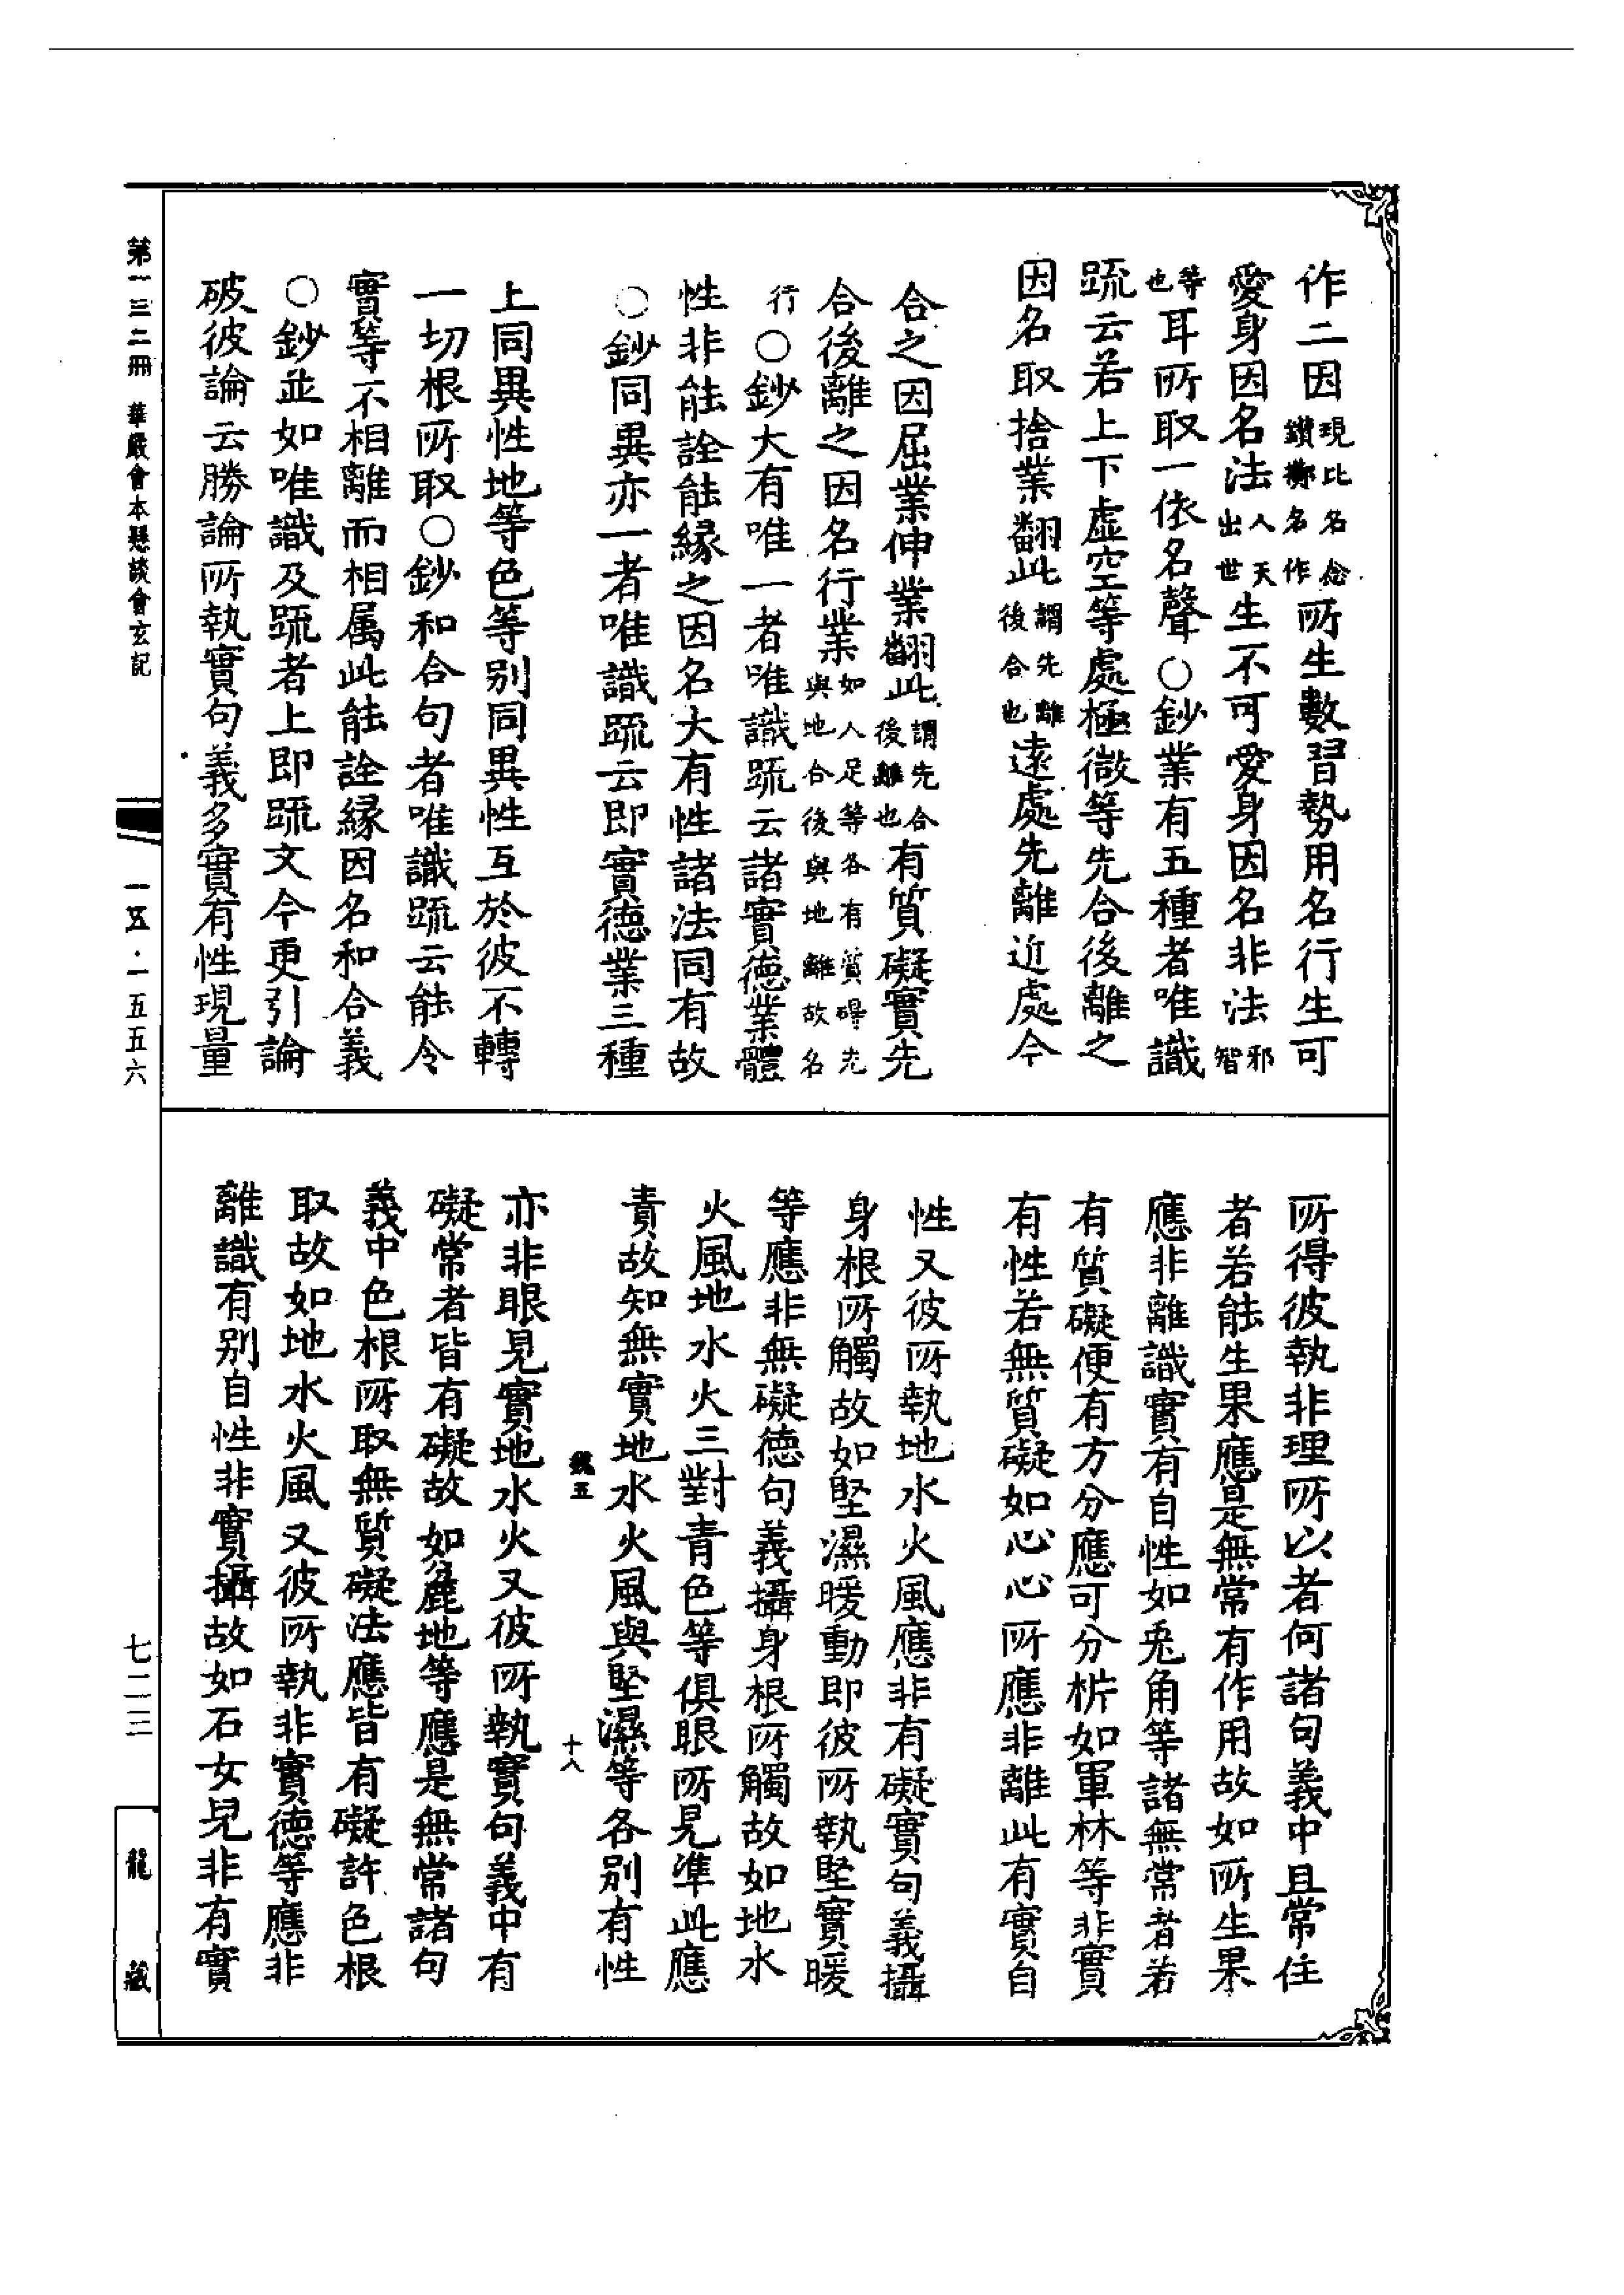 作二因現比名念鑽擲名作所生數習勢用名行生可
愛身因名法人天出世生不可愛身因名非法邪智
等也耳所取一依名聲○鈔業有五種者唯識
䟽云若上下虛空等處極微等先合後離之
因名取捨業翻此謂先離後合也遠處先離近處今
合之因屈業伸業翻此謂先合後離也有質礙實先
合後離之因名行業如人足等各有質碍先與地合後與地離故名
行○鈔大有唯一者唯識䟽云諸實德業體
性非能詮能緣之因名大有性諸法同有故
○鈔同異亦一者唯識䟽云即實德業三種
上同異性地等色等別同異性互於彼不轉
一切根所取○鈔和合句者唯識䟽云能令
實等不相離而相属此能詮緣因名和合義
○鈔並如唯識及䟽者上即䟽文今更引論
破彼論云勝論所執實句義多實有性現量
所得彼執非理所以者何諸句義中且常住
者若能生果應是無常有作用故如所生果
應非離識實有自性如兎角等諸無常者若
有質礙便有方分應可分析如軍林等非實
有性若無質礙如心心所應非離此有實自
性又彼所執地水火風應非有礙實句義攝
身根所觸故如堅濕暖動即彼所執堅實暖
等應非無礙德句義攝身根所觸故如地水
火風地水火三對青色等俱眼所見準此應
責故知無實地水火風與堅濕等各別有性
亦非眼見實地水火又彼所執實句義中有
礙常者皆有礙故如麁地等應是無常諸句
義中色根所取無質礙法應皆有礙許色根
取故如地水火風又彼所執非實德等應非
離識有別自性非實攝故如石女兒非有實
五
十八
第一三二冊 華嚴會本懸談會玄記
一五·一五五六
七二三
龍藏